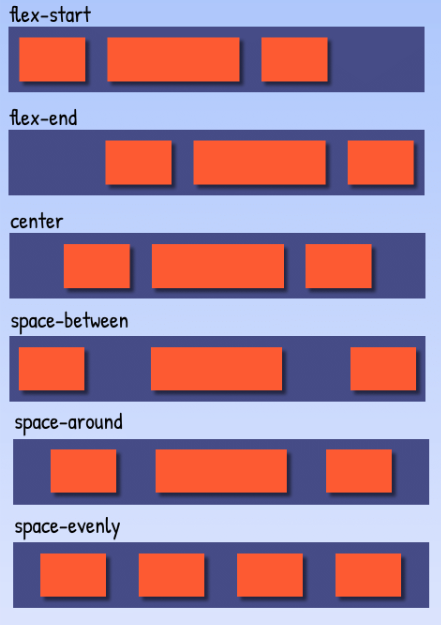 flex-start
flex-end
center
space-between
space-around
space-evenly